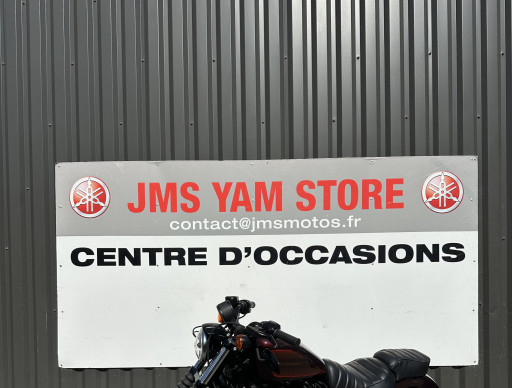 JMS YAM STORE
contact@jmsmotos.fr
CENTRE D'OCCASIONS